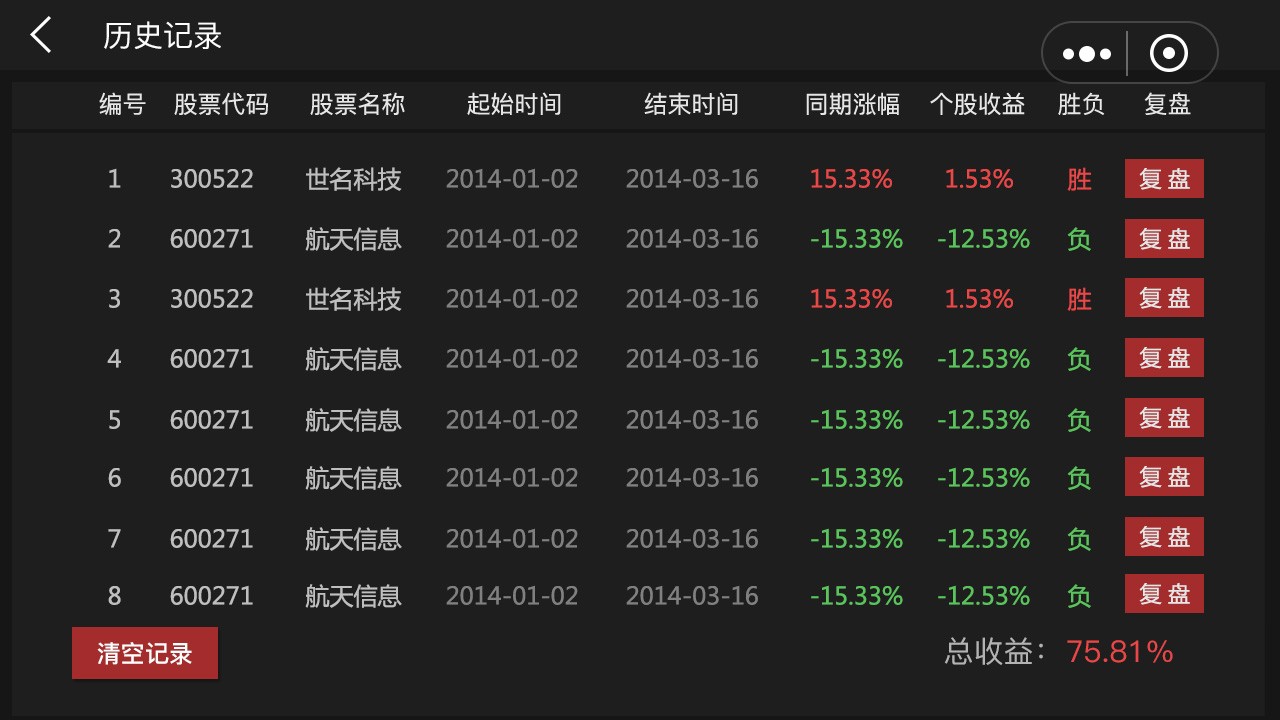 历史记录
编号 股票代码 股票名称 起始时间 结束时间 同期涨幅 个股收益 胜负 复盘
1 300522 世名科技 2014-01-02 2014-03-16 15.33% 1.53% 胜 复盘
2 600271 航天信息 2014-01-02 2014-03-16 -15.33% -12.53% 负 复盘
3 300522 世名科技 2014-01-02 2014-03-16 15.33% 1.53% 胜 复盘
4 600271 航天信息 2014-01-02 2014-03-16 -15.33% -12.53% 负 复盘
5 600271 航天信息 2014-01-02 2014-03-16 -15.33% -12.53% 负 复盘
6 600271 航天信息 2014-01-02 2014-03-16 -15.33% -12.53% 负 复盘
7 600271 航天信息 2014-01-02 2014-03-16 -15.33% -12.53% 负 复盘
8 600271 航天信息 2014-01-02 2014-03-16 -15.33% -12.53% 负 复盘
清空记录 总收益：75.81%